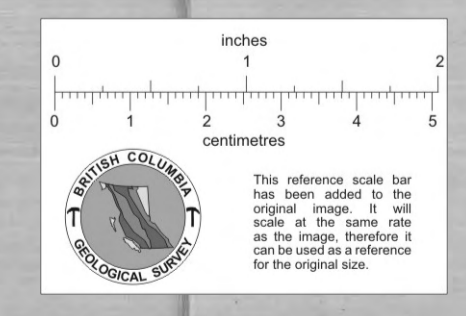 inches
0 1 2
0 1 2 3 4 5
centimetres
BRITISH COLUMBIA
GEOLOGICAL SURVEY
This reference scale bar
has been added to the
original image. It will
scale at the same rate
as the image, therefore it
can be used as a reference
for the original size.